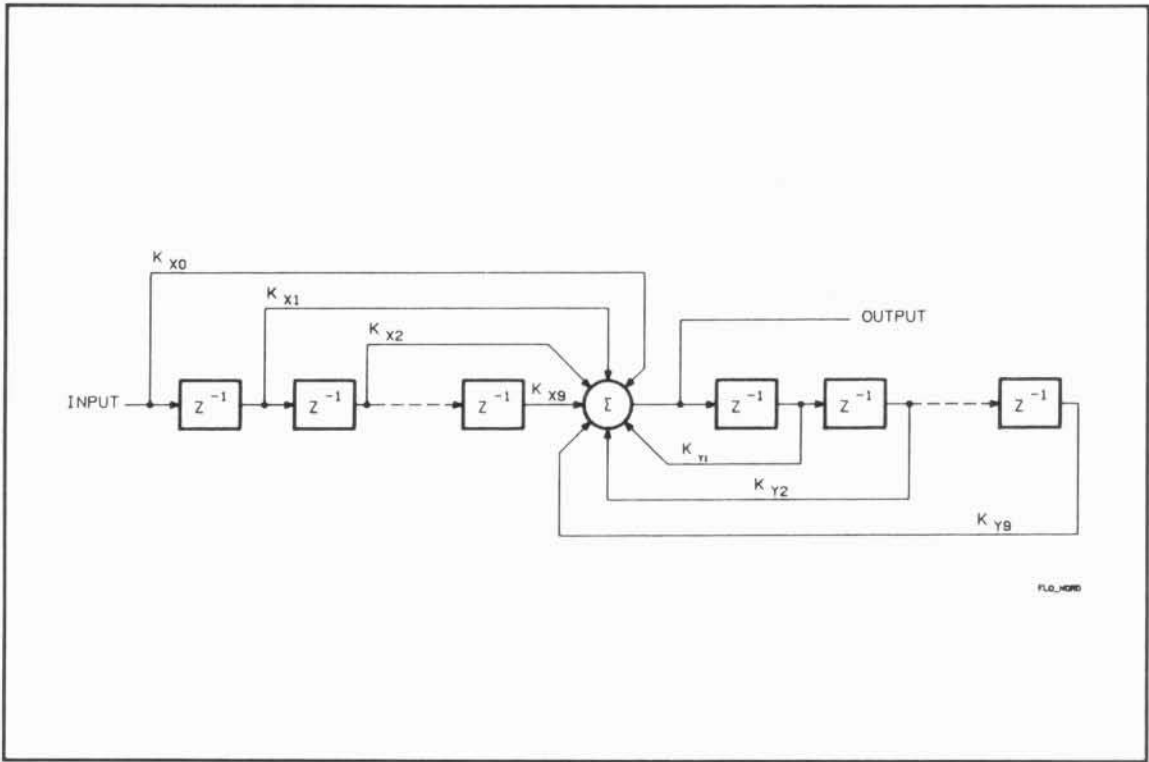 K X0
K X1
K X2
OUTPUT
INPUT
Z -1
Z -1
Z -1
K X9
Σ
Z -1
Z -1
Z -1
K Y1
K Y2
K Y9
FLO_HORD